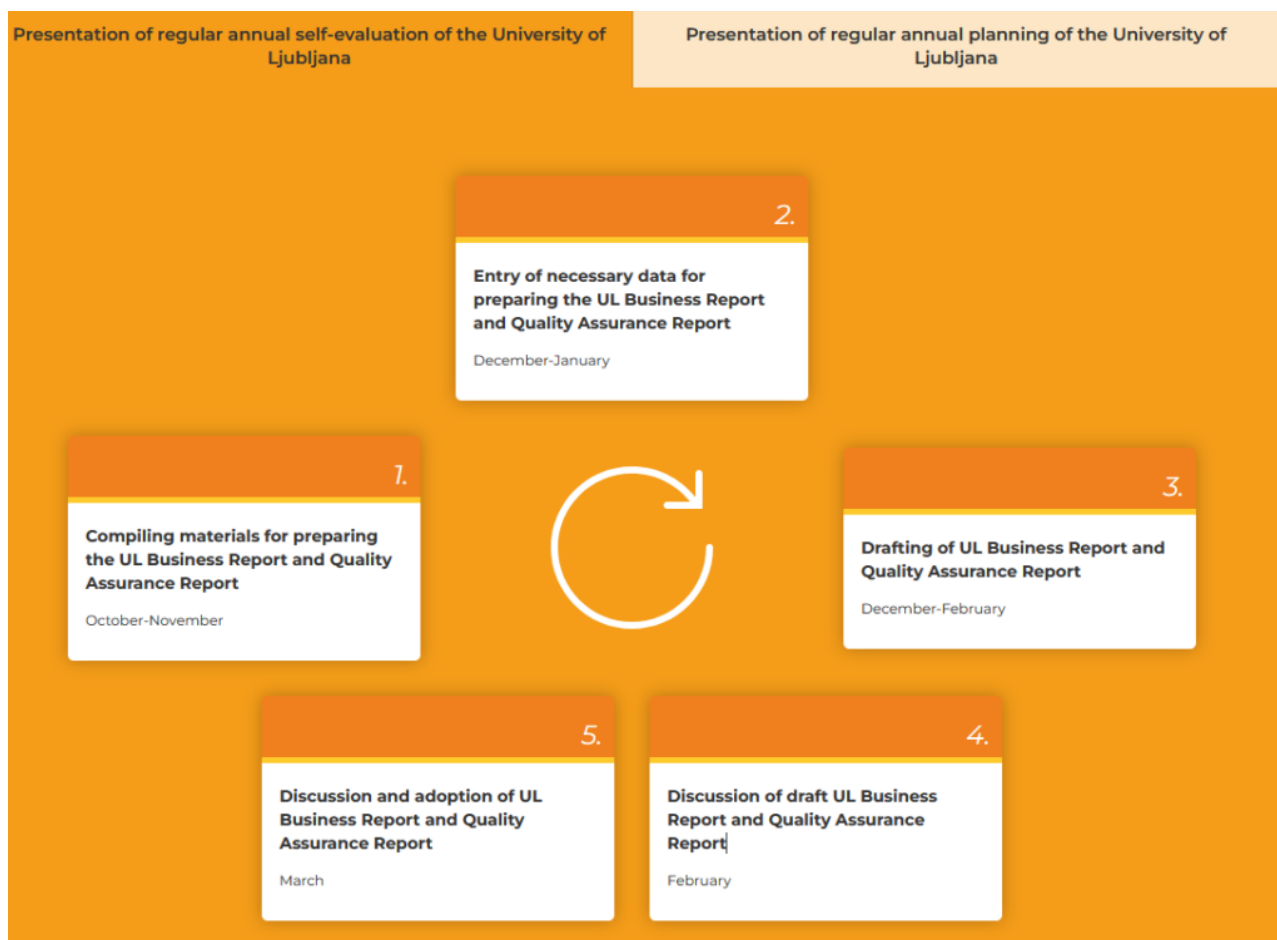 Presentation of regular annual self-evaluation of the University of
Ljubljana
Presentation of regular annual planning of the University of
Ljubljana
1.
Compiling materials for preparing
the UL Business Report and Quality
Assurance Report
October-November
2.
Entry of necessary data for
preparing the UL Business Report
and Quality Assurance Report
December-January
3.
Drafting of UL Business Report and
Quality Assurance Report
December-February
4.
Discussion of draft UL Business
Report and Quality Assurance
Report
February
5.
Discussion and adoption of UL
Business Report and Quality
Assurance Report
March